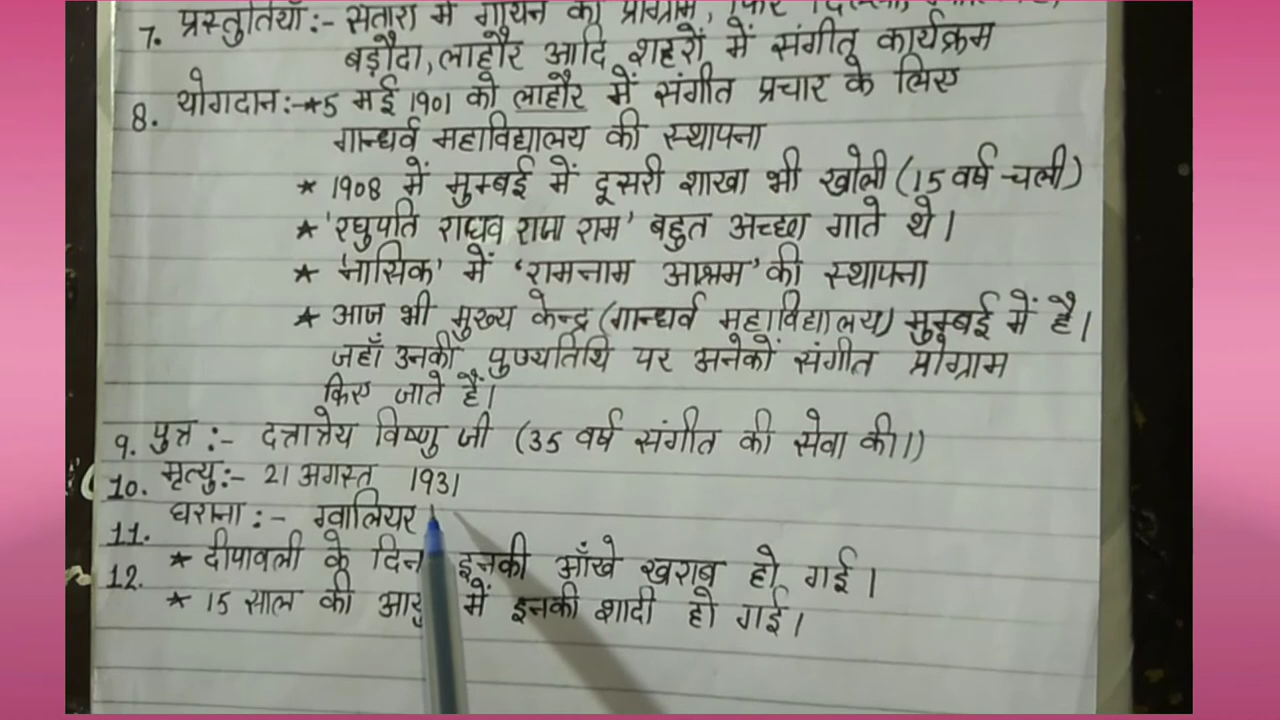 7. प्रस्तुतियाँ:- सतारा में गायन का प्रोग्राम, फिर दिल्ली,
बड़ौदा, लाहौर आदि शहरों में संगीत कार्यक्रम
8. योगदान:-★5 मई 1901 को लाहौर में संगीत प्रचार के लिए
गान्धर्व महाविद्यालय की स्थापना
★ 1908 में मुम्बई में दूसरी शाखा भी खोली (15 वर्ष चली)
★ 'रघुपति राघव राजा राम' बहुत अच्छा गाते थे।
★ 'नासिक' में 'रामनाम आश्रम' की स्थापना
★ आज भी मुख्य केन्द्र (गान्धर्व महाविद्यालय) मुम्बई में है।
जहाँ उनकी पुण्यतिथि पर अनेकों संगीत प्रोग्राम
किए जाते हैं।
9. पुत्र :- दत्तात्रेय विष्णु जी (35 वर्ष संगीत की सेवा की।)
10. मृत्यु:- 21 अगस्त 1931
11. घराना :- ग्वालियर
12. ★ दीपावली के दिन इनकी आँखे खराब हो गई।
★ 15 साल की आयु में इनकी शादी हो गई।